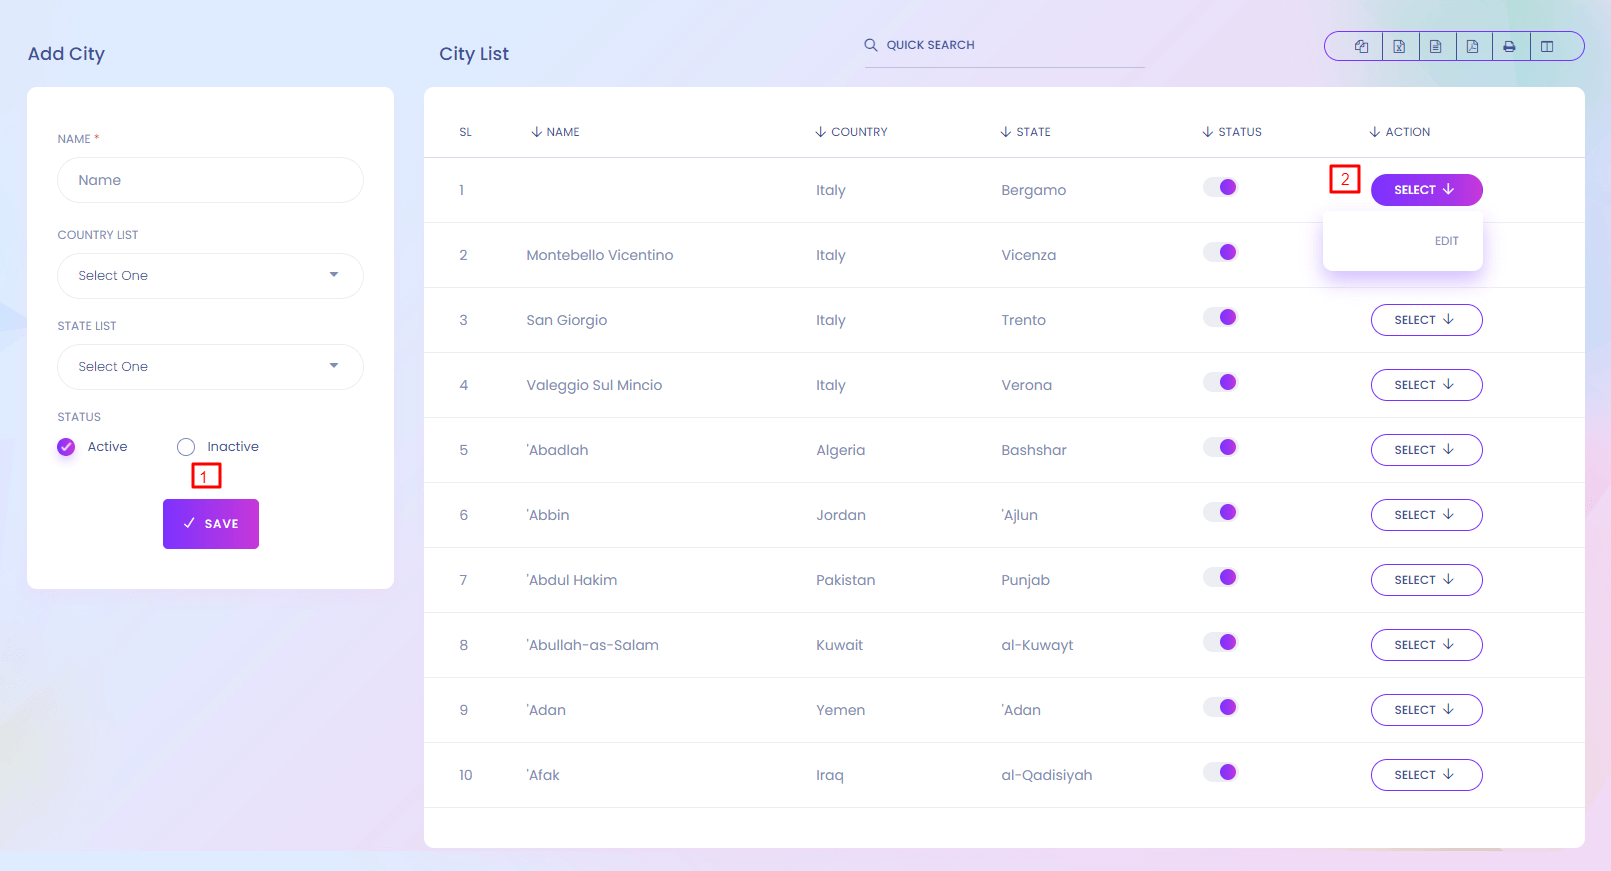 Add City
NAME *
Name
COUNTRY LIST
Select One
STATE LIST
Select One
STATUS
Active Inactive
1
SAVE
City List
QUICK SEARCH
SL NAME COUNTRY STATE STATUS ACTION
1 Italy Bergamo 2 SELECT
EDIT
2 Montebello Vicentino Italy Vicenza
3 San Giorgio Italy Trento SELECT
4 Valeggio Sul Mincio Italy Verona SELECT
5 'Abadlah Algeria Bashshar SELECT
6 'Abbin Jordan 'Ajlun SELECT
7 'Abdul Hakim Pakistan Punjab SELECT
8 'Abullah-as-Salam Kuwait al-Kuwayt SELECT
9 'Adan Yemen 'Adan SELECT
10 'Afak Iraq al-Qadisiyah SELECT